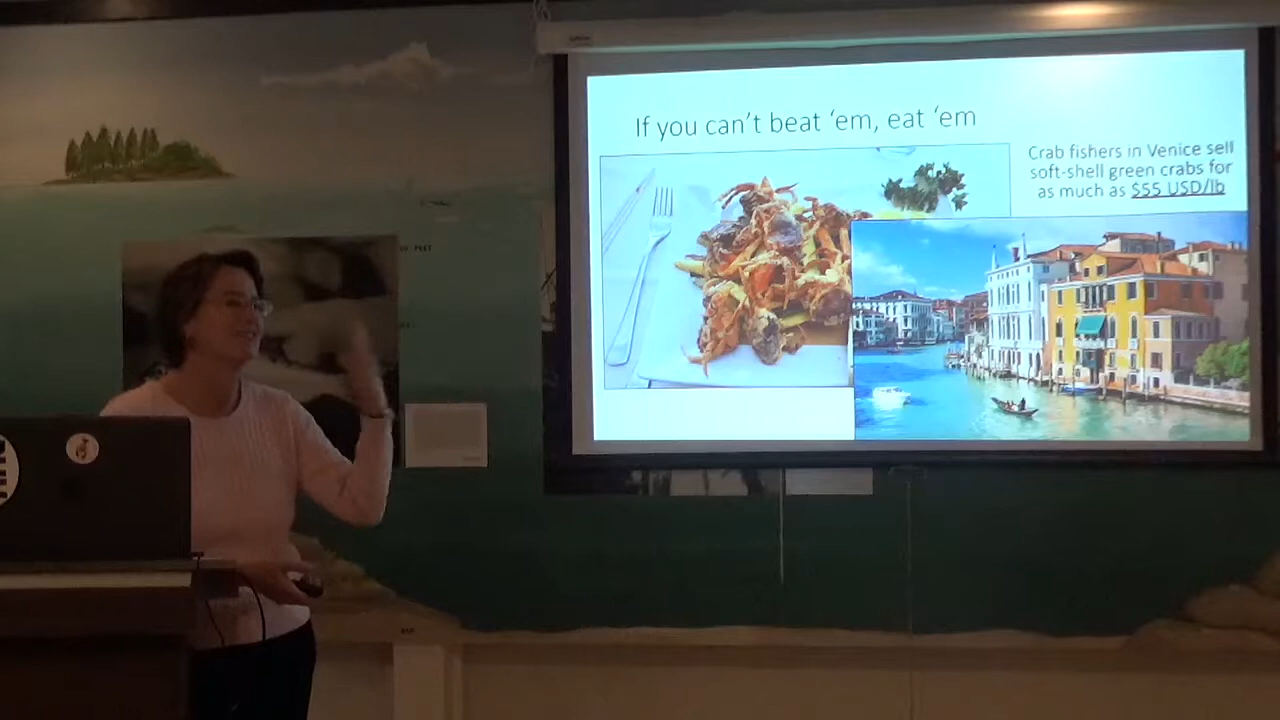 If you can't beat 'em, eat 'em
Crab fishers in Venice sell
soft-shell green crabs for
as much as $55 USD/lb